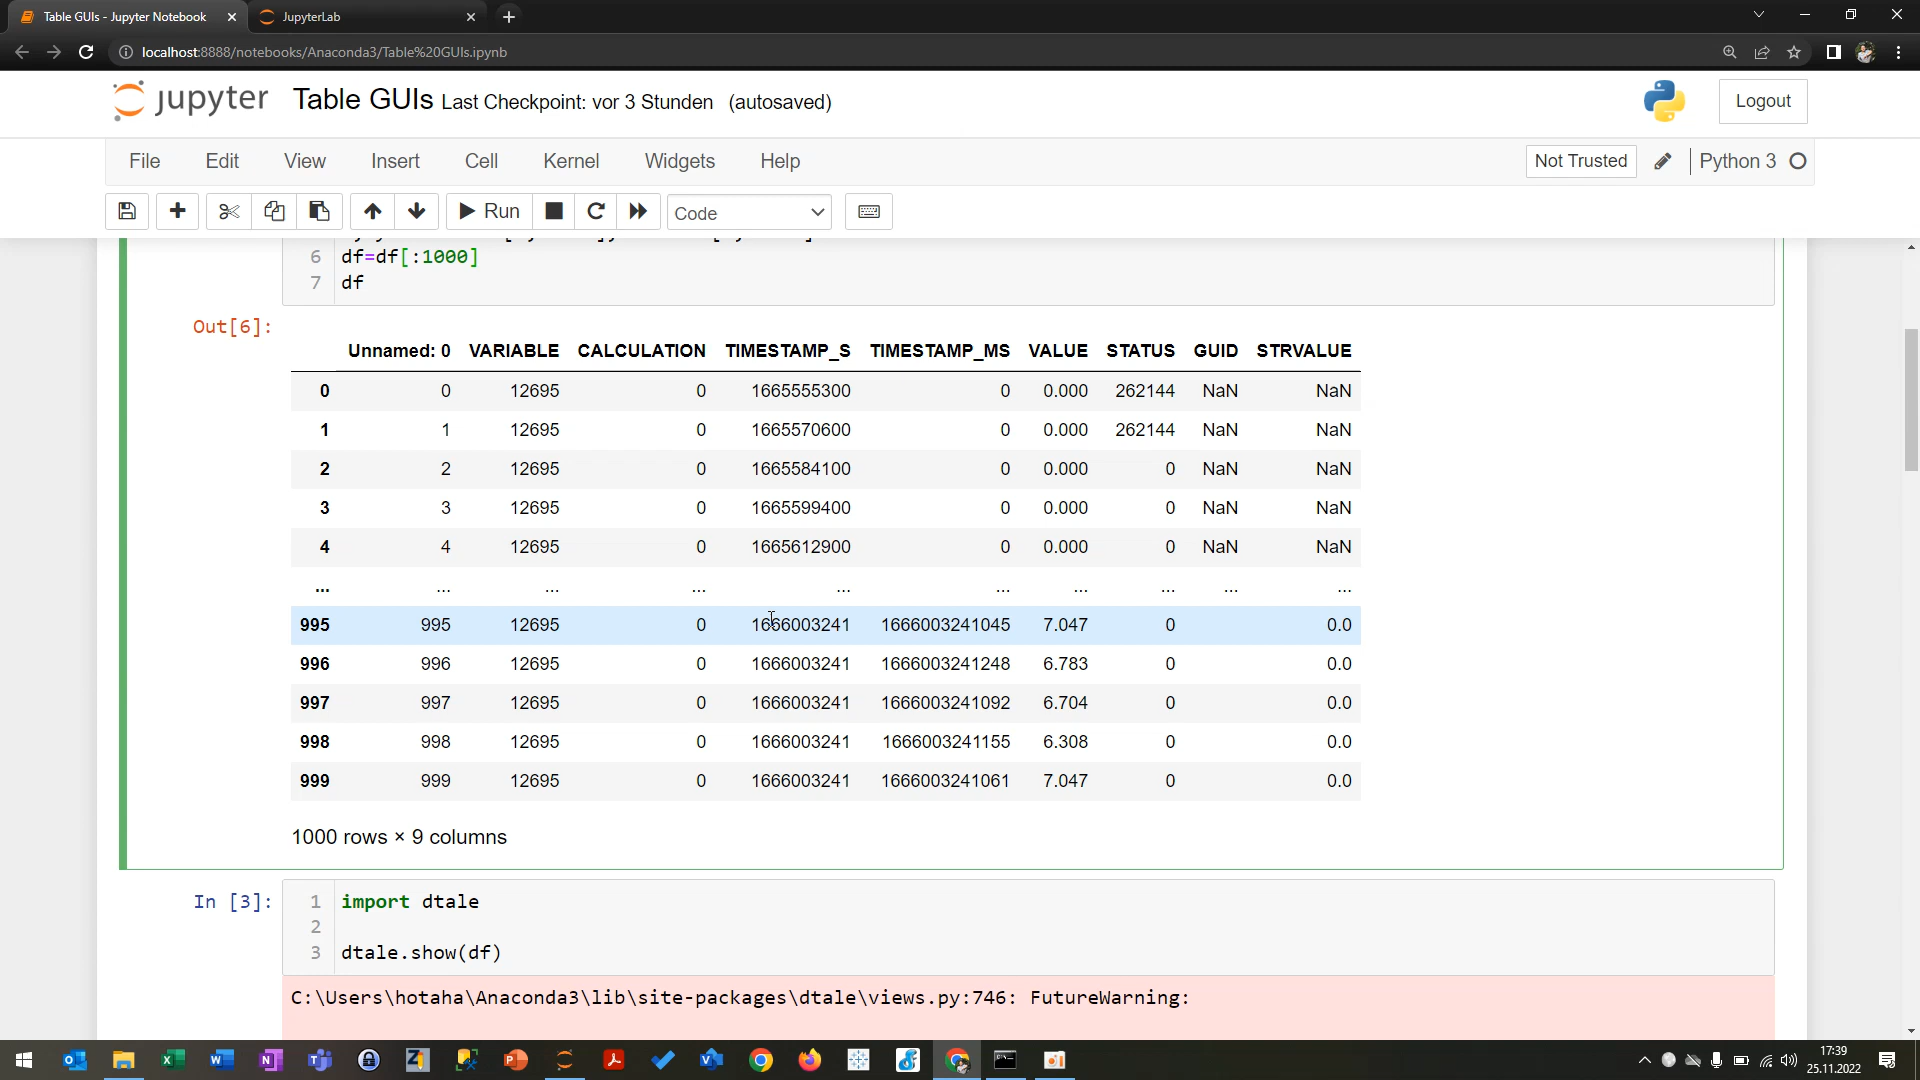 Table GUIs - Jupyter Notebook
JupyterLab
localhost:8888/notebooks/Anaconda3/Table%20GUIs.ipynb
jupyter Table GUIs Last Checkpoint: vor 3 Stunden (autosaved) Logout
File Edit View Insert Cell Kernel Widgets Help Not Trusted Python 3
Run Code
6 df=df[:1000]
7 df
Out[6]:
Unnamed: 0 VARIABLE CALCULATION TIMESTAMP_S TIMESTAMP_MS VALUE STATUS GUID STRVALUE
0 0 12695 0 1665555300 0 0.000 262144 NaN NaN
1 1 12695 0 1665570600 0 0.000 262144 NaN NaN
2 2 12695 0 1665584100 0 0.000 0 NaN NaN
3 3 12695 0 1665599400 0 0.000 0 NaN NaN
4 4 12695 0 1665612900 0 0.000 0 NaN NaN
... ... ... ... ... ... ... ... ... ...
995 995 12695 0 1666003241 1666003241045 7.047 0 0.0
996 996 12695 0 1666003241 1666003241248 6.783 0 0.0
997 997 12695 0 1666003241 1666003241092 6.704 0 0.0
998 998 12695 0 1666003241 1666003241155 6.308 0 0.0
999 999 12695 0 1666003241 1666003241061 7.047 0 0.0
1000 rows × 9 columns
In [3]:
1 import dtale
2
3 dtale.show(df)
C:\Users\hotaha\Anaconda3\lib\site-packages\dtale\views.py:746: FutureWarning:
17:39
25.11.2022